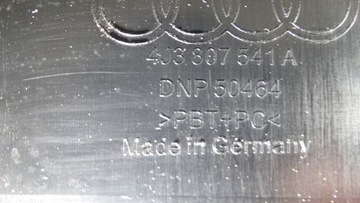 4J3 807 541 A
DNP 50464
>PBT+PC<
Made in Germany